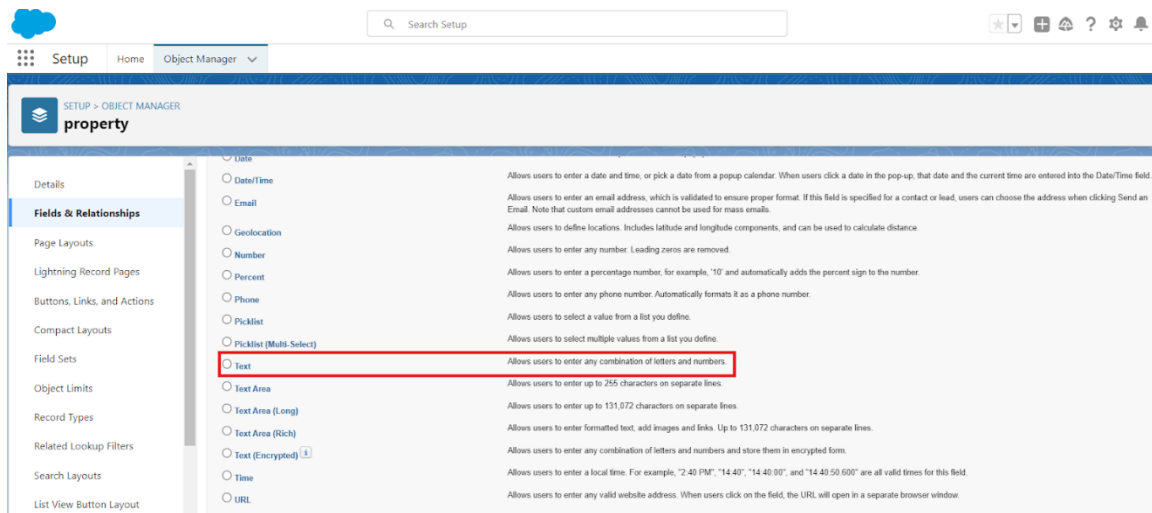 Search Setup
Setup Home Object Manager
SETUP > OBJECT MANAGER
property
Details
Fields & Relationships
Page Layouts
Lightning Record Pages
Buttons, Links, and Actions
Compact Layouts
Field Sets
Object Limits
Record Types
Related Lookup Filters
Search Layouts
List View Button Layout
Date
Date/Time Allows users to enter a date and time, or pick a date from a popup calendar. When users click a date in the pop-up, that date and the current time are entered into the Date/Time field.
Email Allows users to enter an email address, which is validated to ensure proper format. If this field is specified for a contact or lead, users can choose the address when clicking Send an
Email. Note that custom email addresses cannot be used for mass emails.
Geolocation Allows users to define locations. Includes latitude and longitude components, and can be used to calculate distance.
Number Allows users to enter any number. Leading zeros are removed.
Percent Allows users to enter a percentage number, for example, '10' and automatically adds the percent sign to the number.
Phone Allows users to enter any phone number. Automatically formats it as a phone number.
Picklist Allows users to select a value from a list you define.
Picklist (Multi-Select) Allows users to select multiple values from a list you define.
Text Allows users to enter any combination of letters and numbers.
Text Area Allows users to enter up to 255 characters on separate lines.
Text Area (Long) Allows users to enter up to 131,072 characters on separate lines.
Text Area (Rich) Allows users to enter formatted text, add images and links. Up to 131,072 characters on separate lines.
Text (Encrypted) i Allows users to enter any combination of letters and numbers and store them in encrypted form.
Time Allows users to enter a local time. For example, "2:40 PM", "14:40", "14:40:00", and "14:40:50.600" are all valid times for this field.
URL Allows users to enter any valid website address. When users click on the field, the URL will open in a separate browser window.